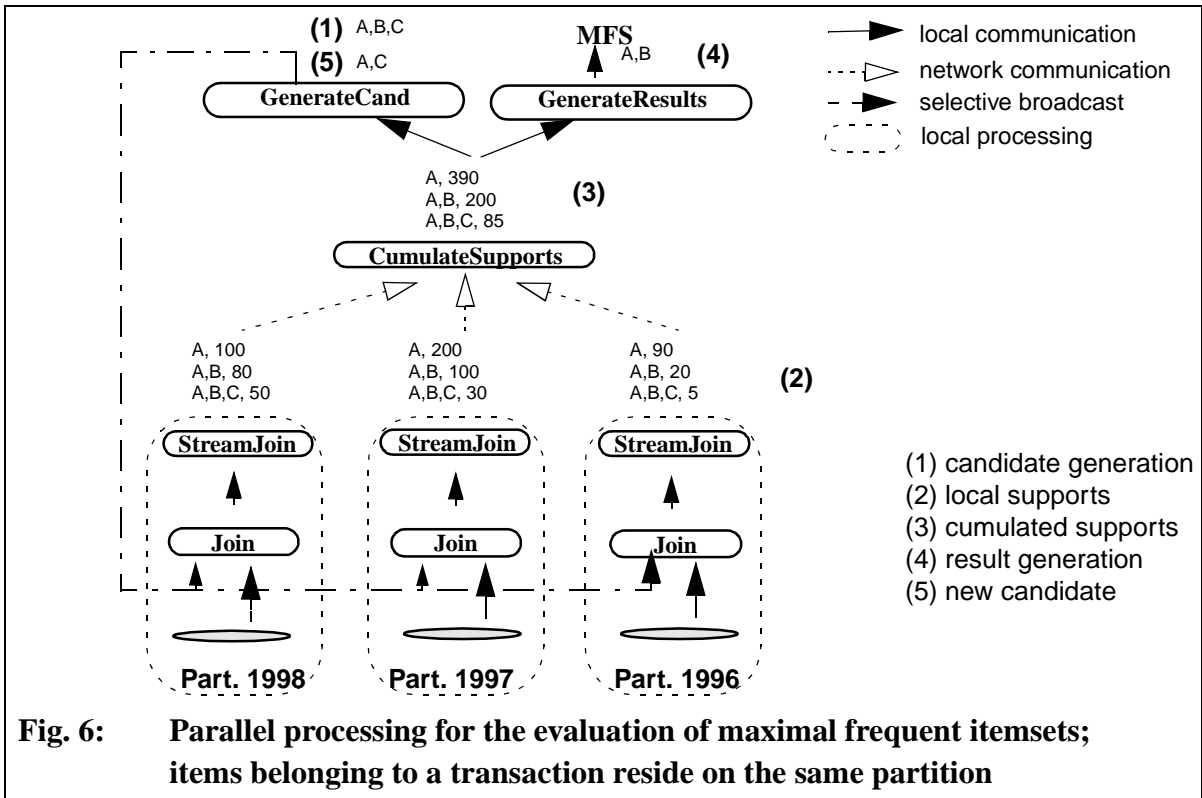 (1) A,B,C
(5) A,C
GenerateCand
MFS
A,B
(4)
GenerateResults
local communication
network communication
selective broadcast
local processing
A, 390
A,B, 200
A,B,C, 85
(3)
CumulateSupports
A, 100
A,B, 80
A,B,C, 50
A, 200
A,B, 100
A,B,C, 30
A, 90
A,B, 20
A,B,C, 5
(2)
StreamJoin
StreamJoin
StreamJoin
Join
Join
Join
Part. 1998
Part. 1997
Part. 1996
(1) candidate generation
(2) local supports
(3) cumulated supports
(4) result generation
(5) new candidate
Fig. 6: Parallel processing for the evaluation of maximal frequent itemsets;
items belonging to a transaction reside on the same partition